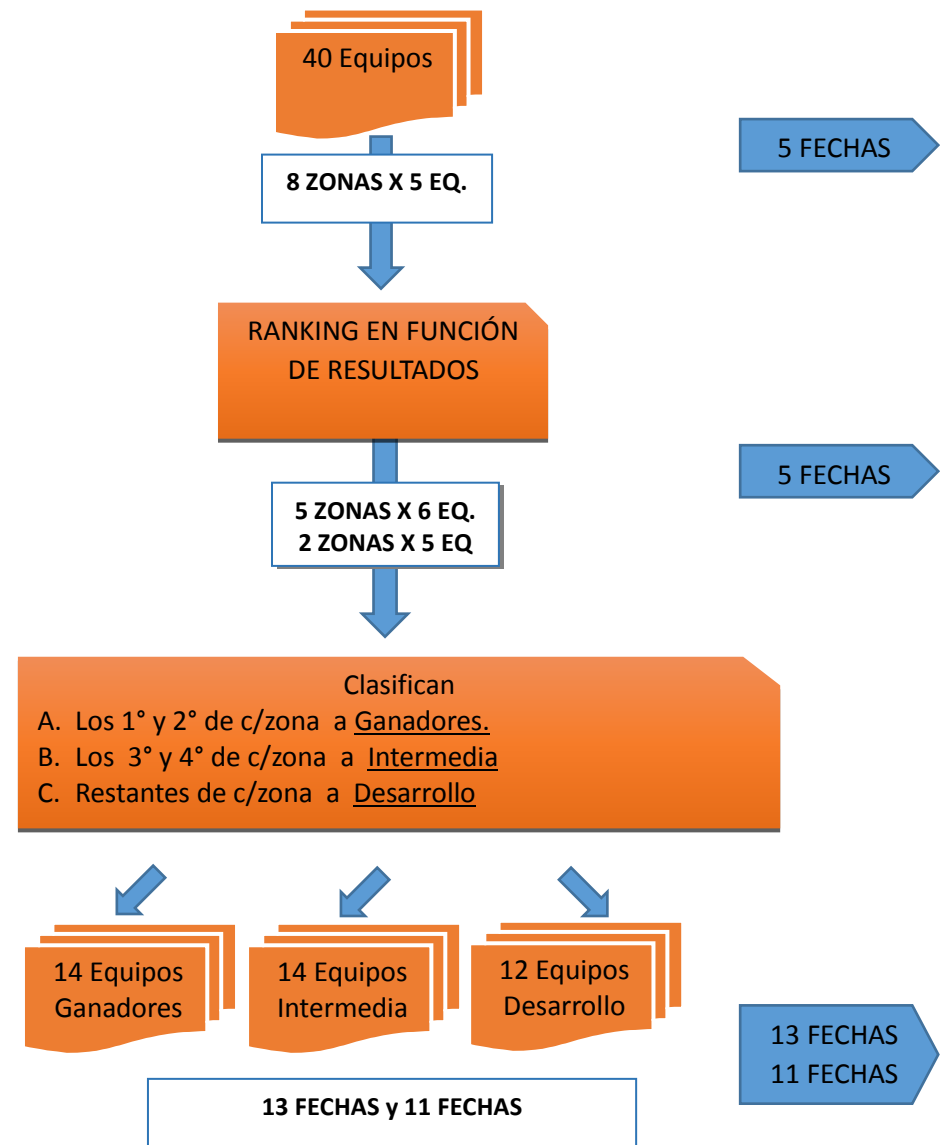 40 Equipos
5 FECHAS
8 ZONAS X 5 EQ.
RANKING EN FUNCIÓN
DE RESULTADOS
5 FECHAS
5 ZONAS X 6 EQ.
2 ZONAS X 5 EQ
Clasifican
A. Los 1° y 2° de c/zona a Ganadores.
B. Los 3° y 4° de c/zona a Intermedia
C. Restantes de c/zona a Desarrollo
14 Equipos
Ganadores
14 Equipos
Intermedia
12 Equipos
Desarrollo
13 FECHAS
11 FECHAS
13 FECHAS y 11 FECHAS